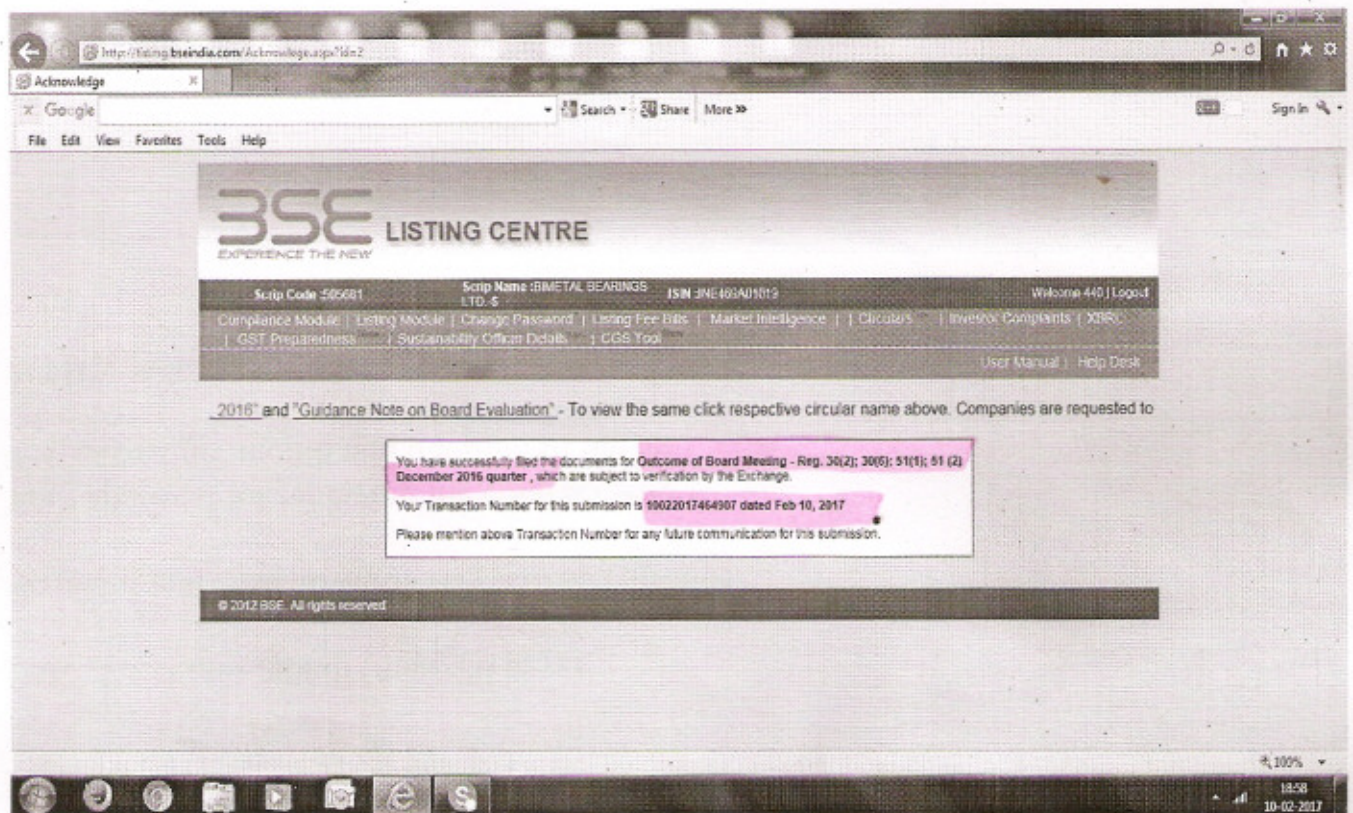 http://listing.bseindia.com/Acknowlege.aspx?id=2
Acknowledge
Google
Search Share More »
Sign In
File Edit View Favorites Tools Help
BSE
EXPERIENCE THE NEW
LISTING CENTRE
Scrip Code :505681 Scrip Name :BIMETAL BEARINGS LTD.-$ ISIN :INE469A01019 Welcome 440 | Logout
Compliance Module | Listing Module | Change Password | Listing Fee Bills | Market Intelligence | | Circulars | Investor Complaints | XBRL
| GST Preparedness | Sustainability Officer Details | CGS Tool
User Manual | Help Desk
2016" and "Guidance Note on Board Evaluation" - To view the same click respective circular name above. Companies are requested to
You have successfully filed the documents for Outcome of Board Meeting - Reg. 30(2); 30(6); 51(1); 51 (2)
December 2016 quarter , which are subject to verification by the Exchange.
Your Transaction Number for this submission is 10022017464907 dated Feb 10, 2017
Please mention above Transaction Number for any future communication for this submission.
© 2012 BSE. All rights reserved
100%
18:58
10-02-2017